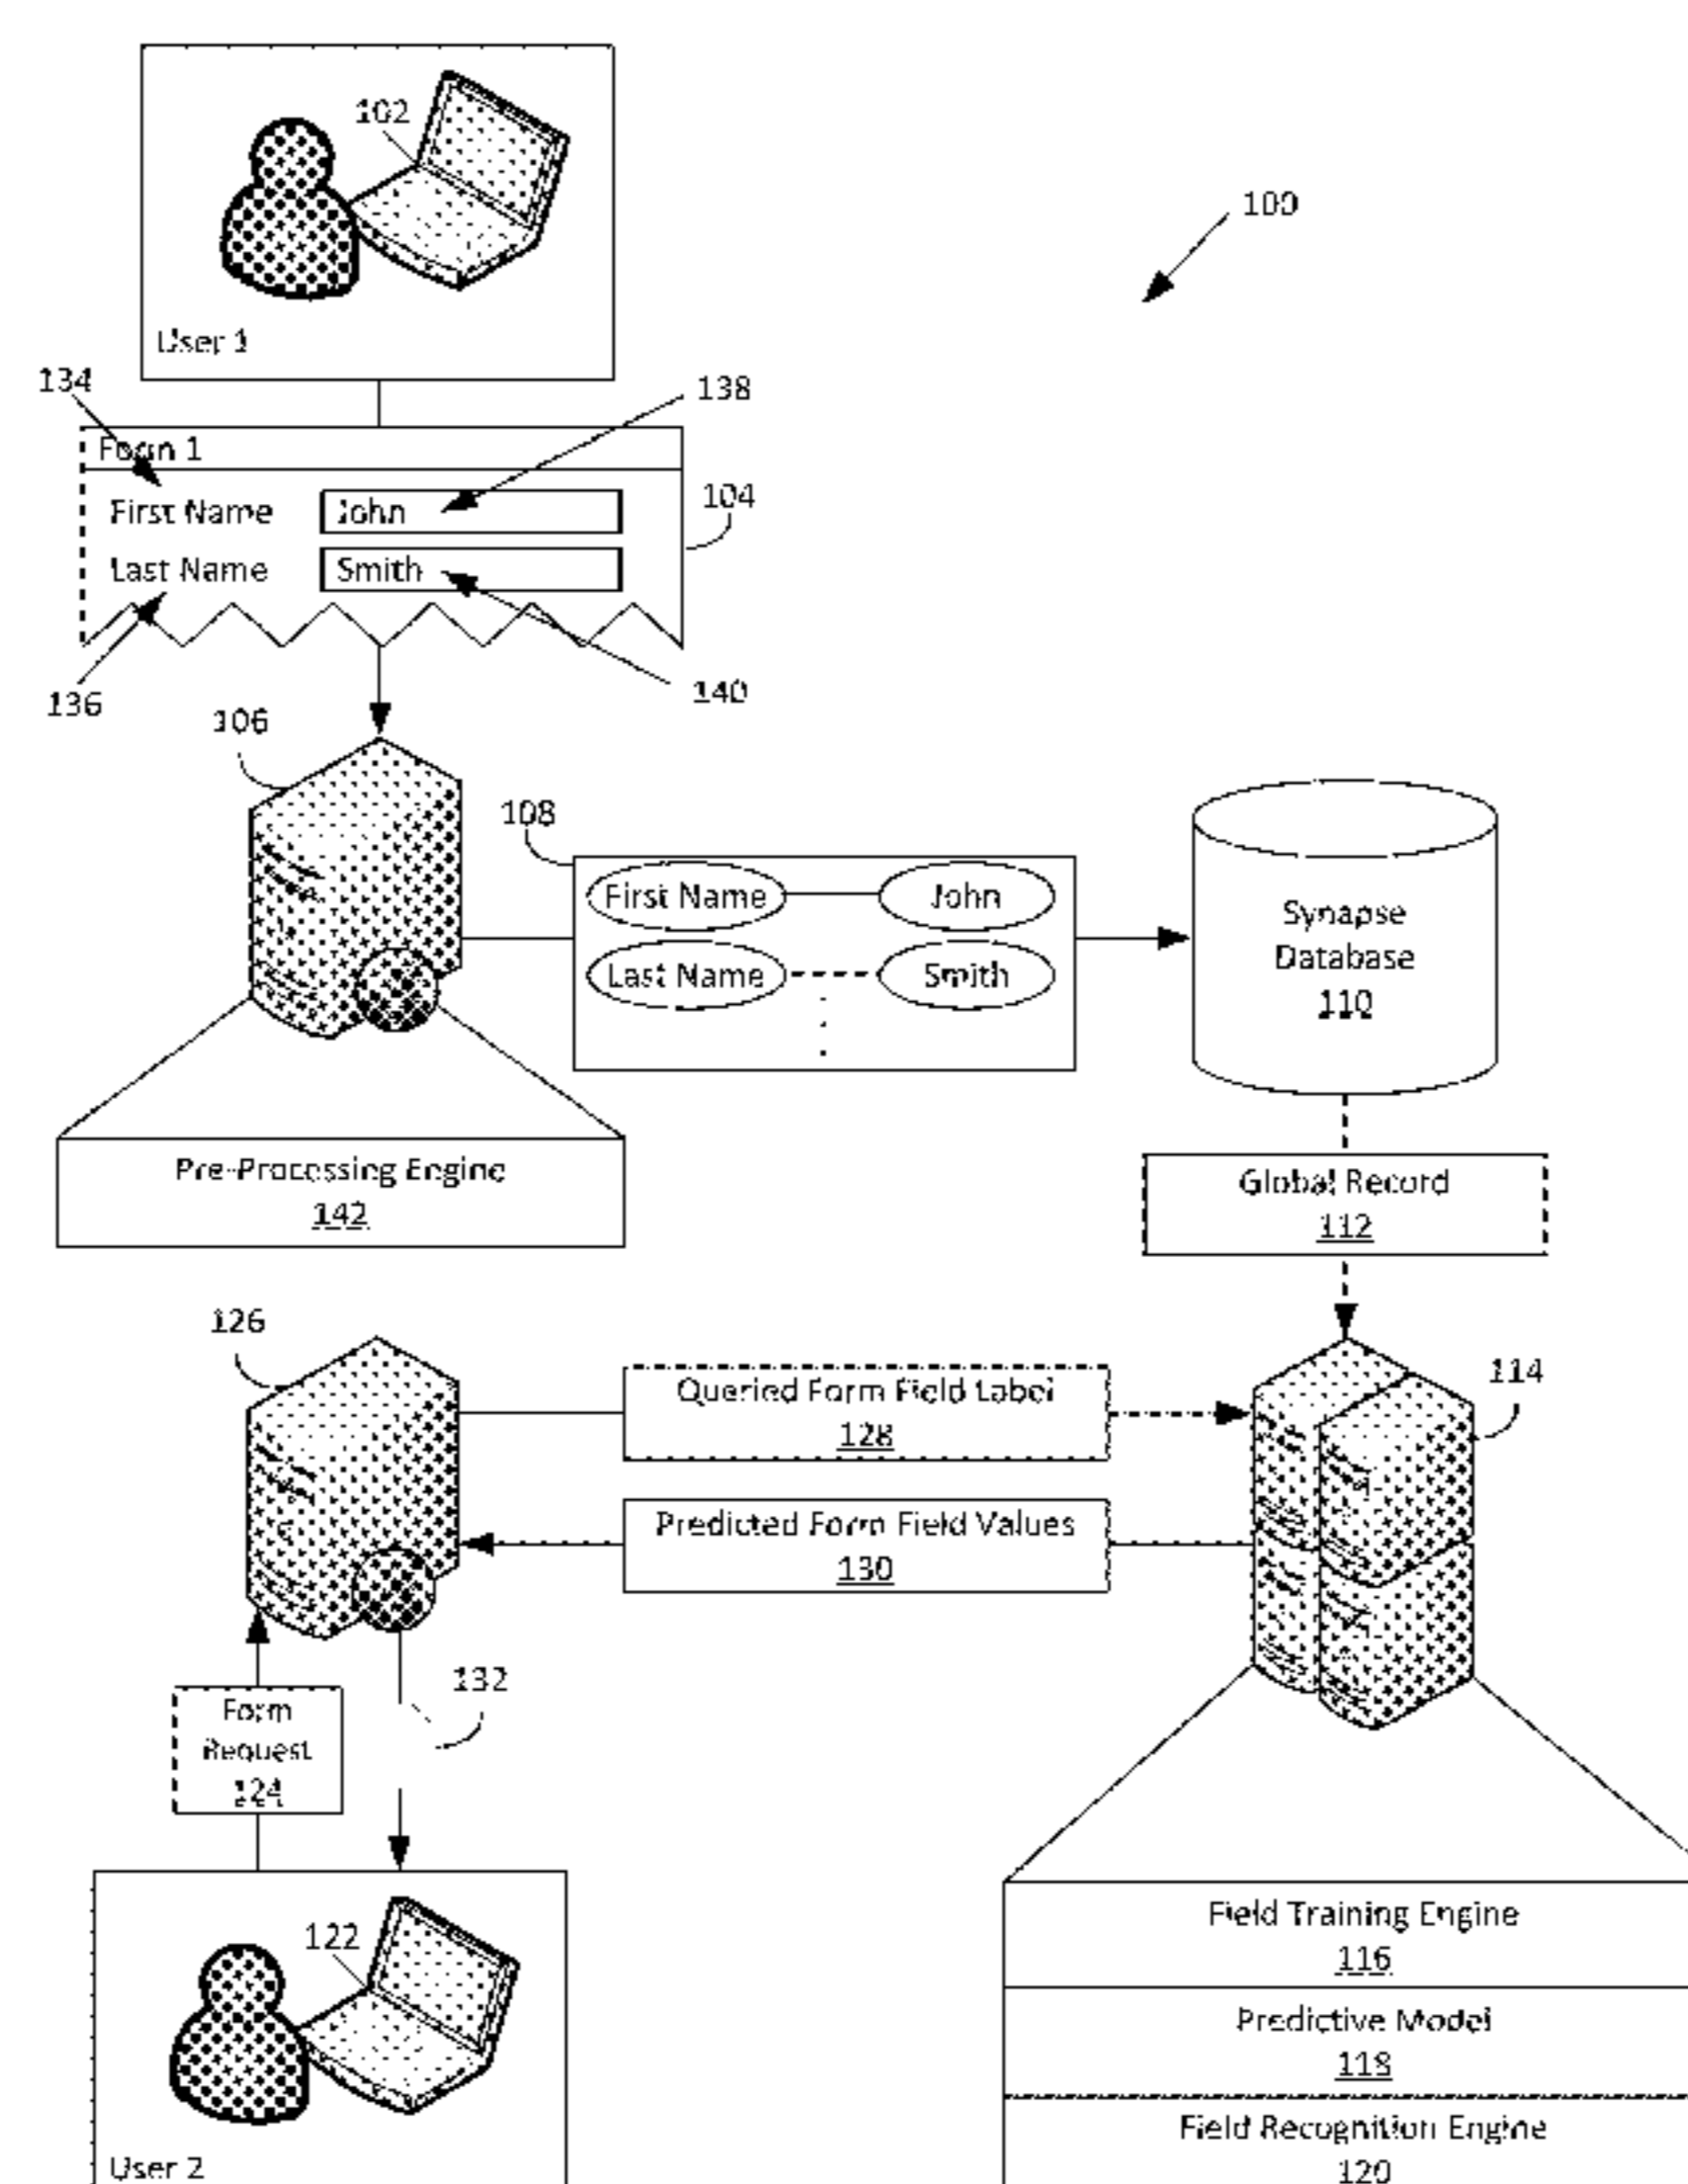 102
100
User 1
134
138
Form 1
First Name
John
104
Last Name
Smith
136
140
106
108
First Name
John
Last Name
Smith
Synapse
Database
110
Pre-Processing Engine
142
Global Record
112
126
Queried Form Field Label
128
114
Predicted Form Field Values
130
132
Form
Request
124
122
User 2
Field Training Engine
116
Predictive Model
118
Field Recognition Engine
120